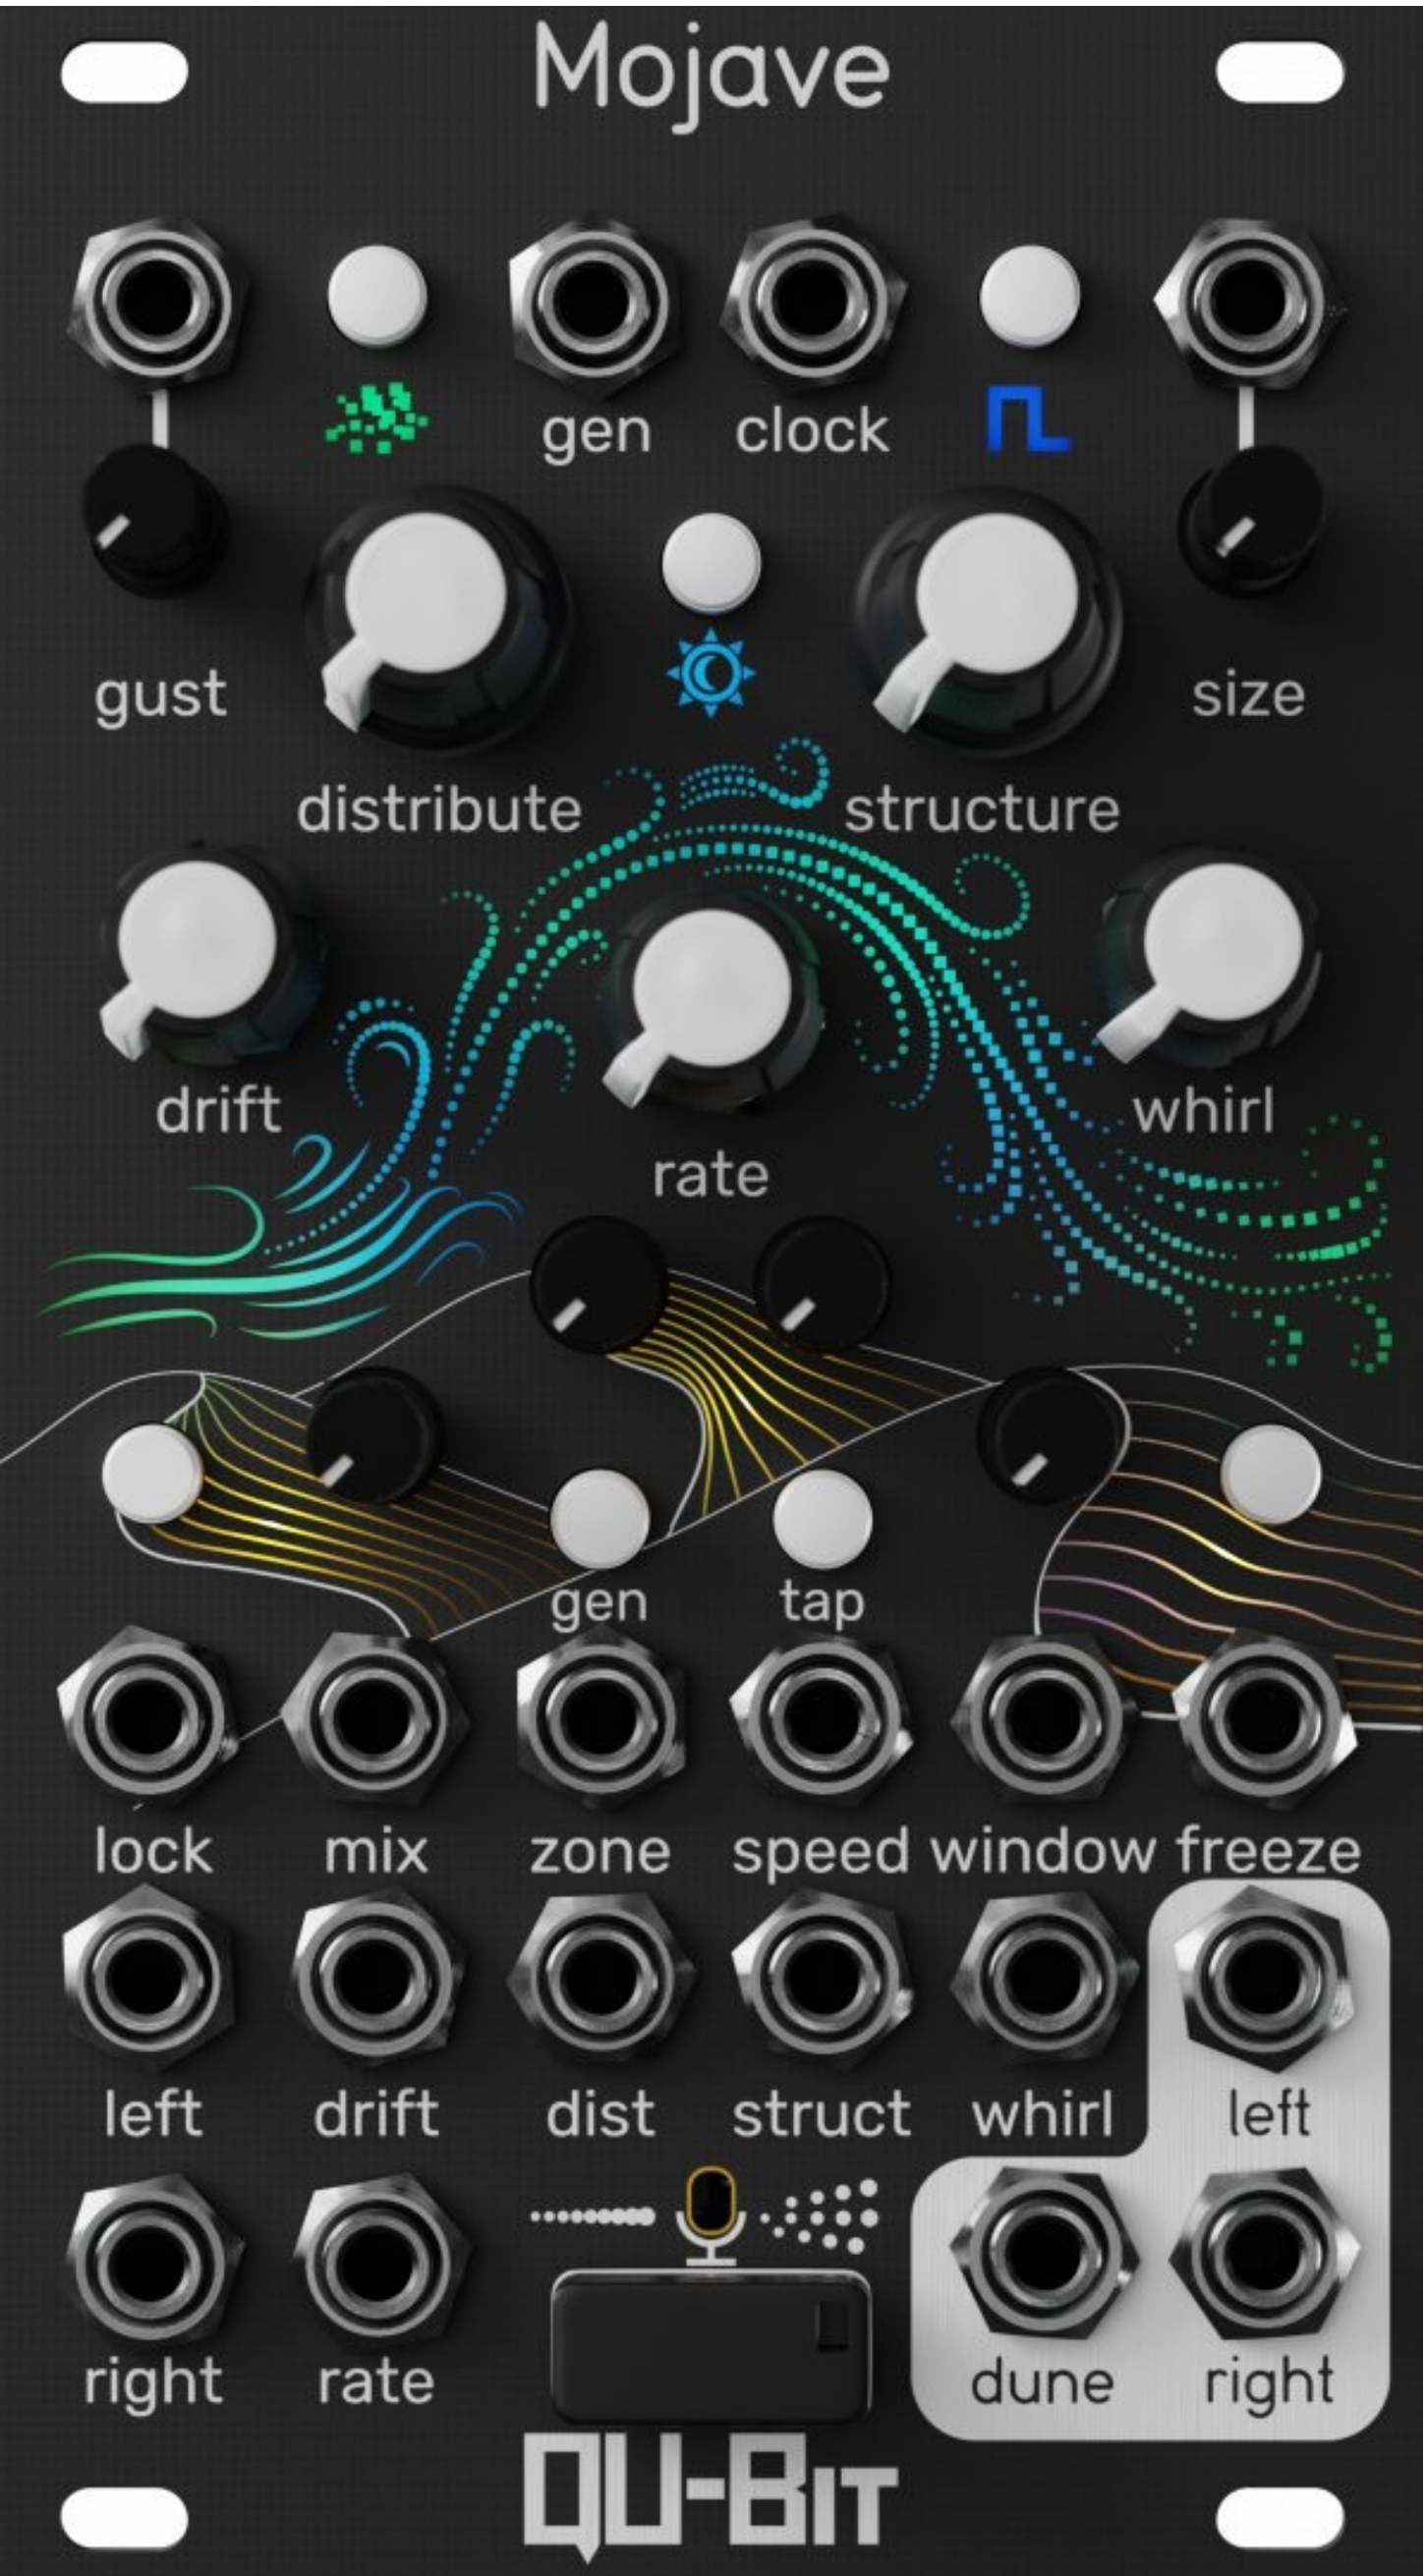 Mojave
gen clock
gust size
distribute structure
drift whirl
rate
gen tap
lock mix zone speed window freeze
left drift dist struct whirl left
right rate dune right
QU-BIT